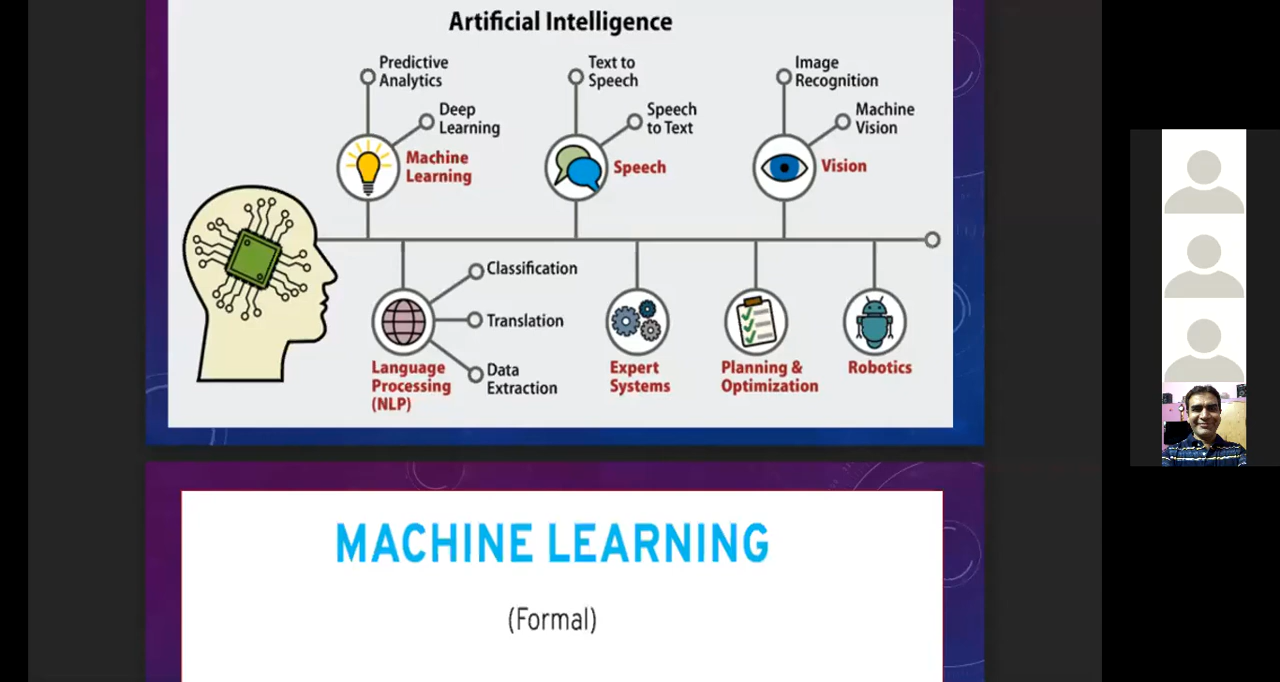 Artificial Intelligence
Predictive
Analytics
Deep
Learning
Machine
Learning
Text to
Speech
Speech
to Text
Speech
Image
Recognition
Machine
Vision
Vision
Classification
Translation
Data
Extraction
Language
Processing
(NLP)
Expert
Systems
Planning &
Optimization
Robotics
MACHINE LEARNING
(Formal)